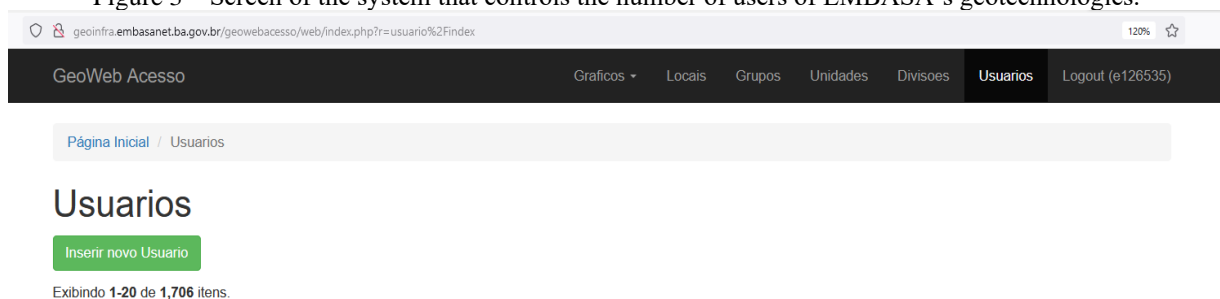 Figure 3 – Screen of the system that controls the number of users of EMBASA's geotechnologies.
geoinfra.embasanet.ba.gov.br/geowebacesso/web/index.php?r=usuario%2Findex 120%
GeoWeb Acesso Graficos Locais Grupos Unidades Divisoes Usuarios Logout (e126535)
Página Inicial / Usuarios
Usuarios
Inserir novo Usuario
Exibindo 1-20 de 1,706 itens.